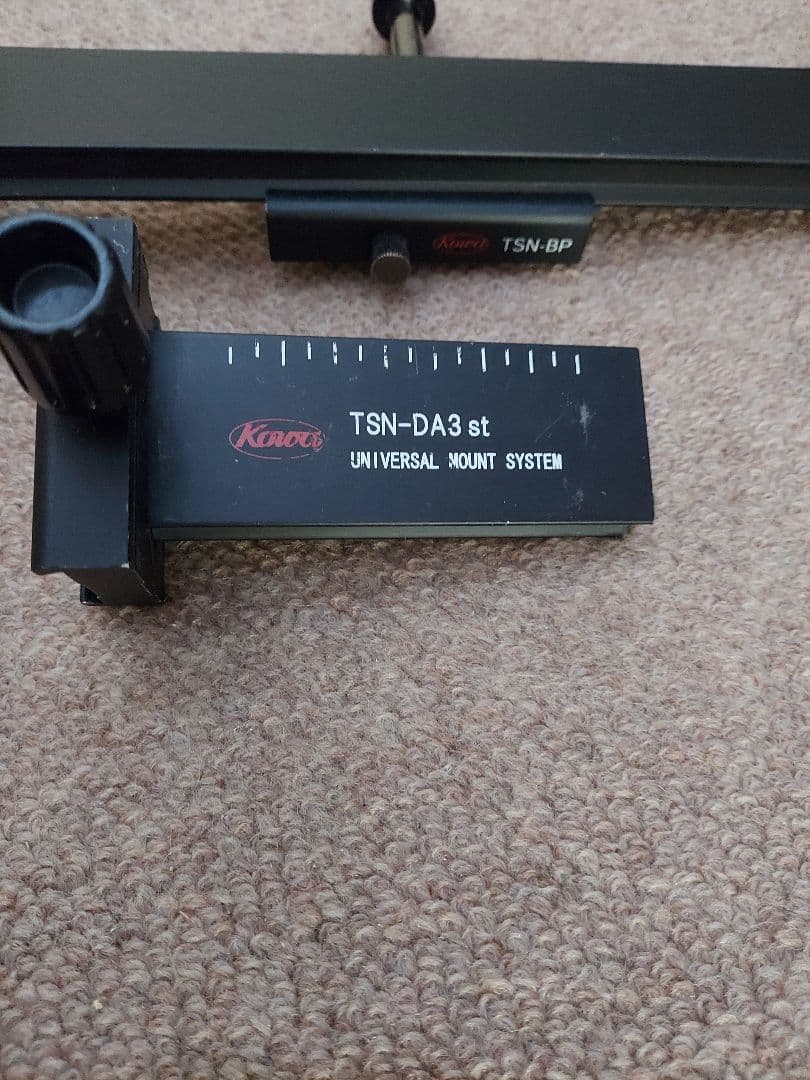 Kowa TSN-BP
Kowa TSN-DA3 st
UNIVERSAL MOUNT SYSTEM